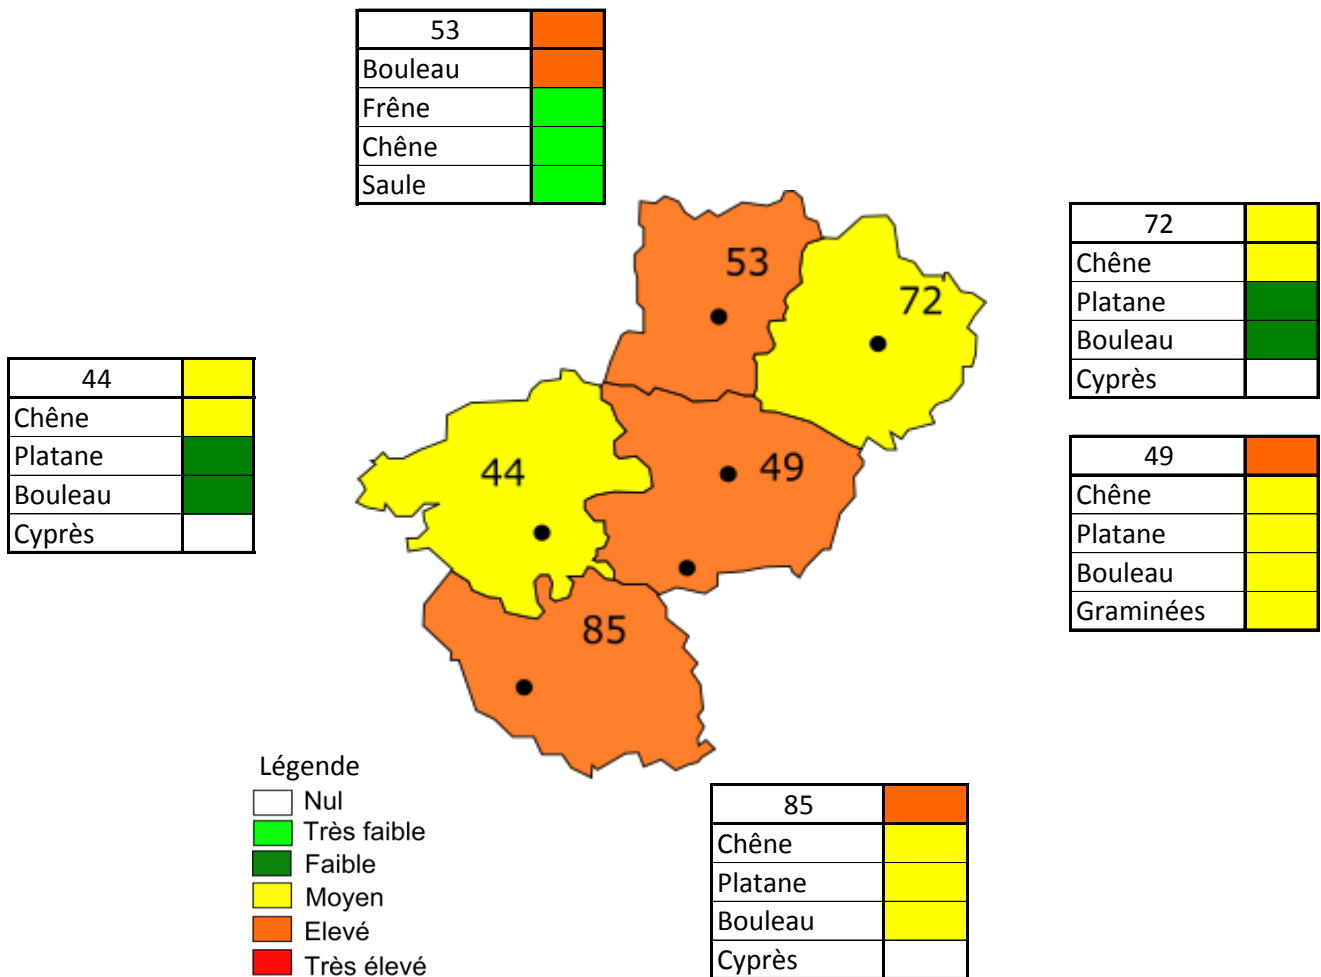 53
Bouleau
Frêne
Chêne
Saule
53
72
44
49
85
72
Chêne
Platane
Bouleau
Cyprès
44
Chêne
Platane
Bouleau
Cyprès
49
Chêne
Platane
Bouleau
Graminées
Légende
Nul
Très faible
Faible
Moyen
Elevé
Très élevé
85
Chêne
Platane
Bouleau
Cyprès